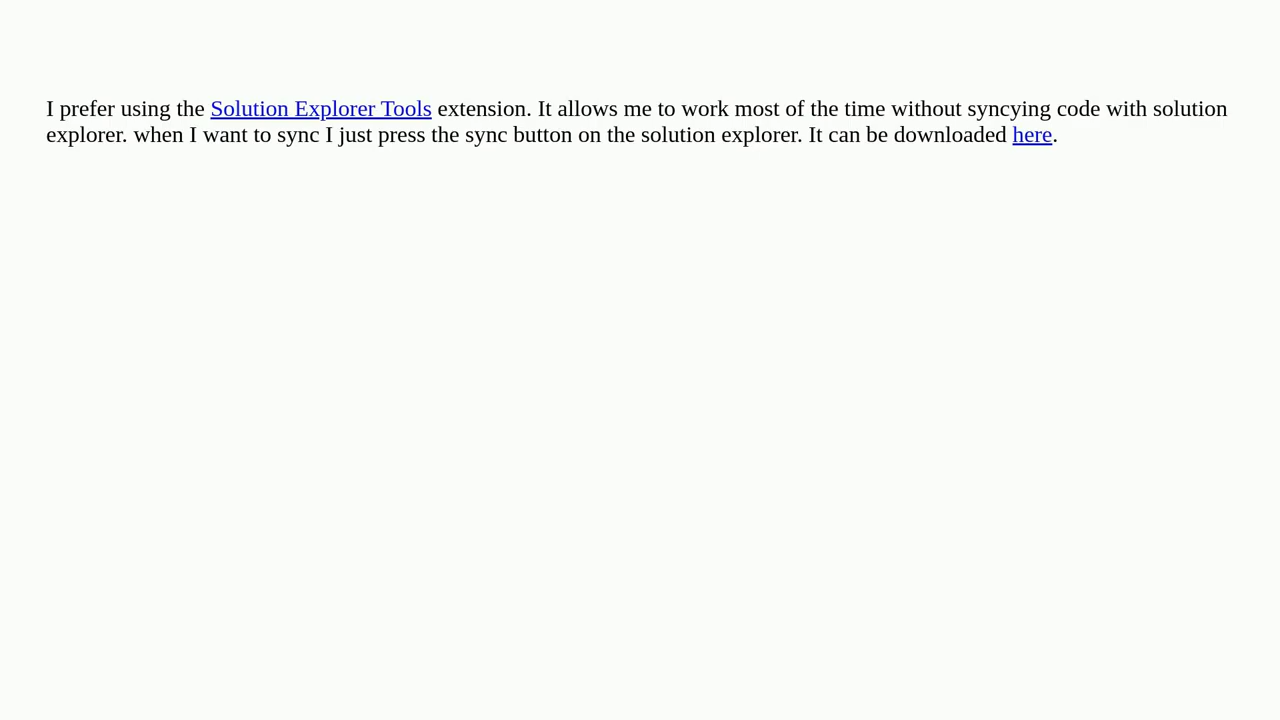 I prefer using the Solution Explorer Tools extension. It allows me to work most of the time without syncying code with solution
explorer. when I want to sync I just press the sync button on the solution explorer. It can be downloaded here.